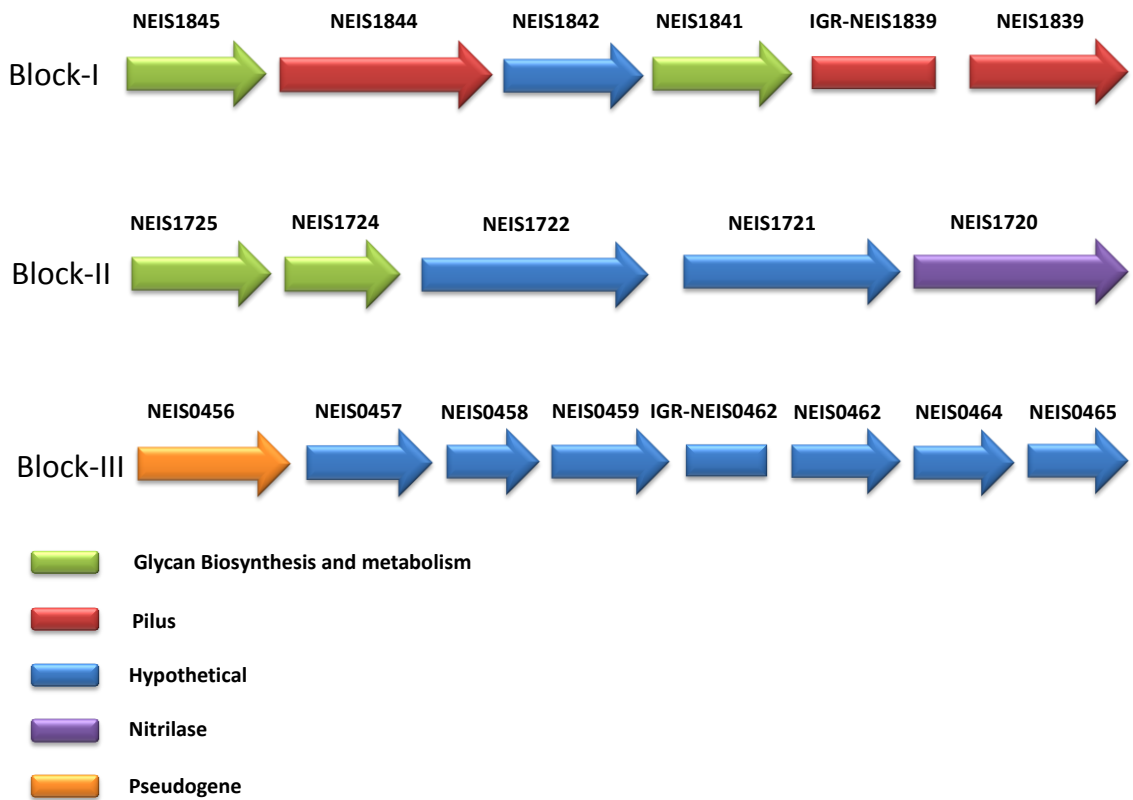 NEIS1845 NEIS1844 NEIS1842 NEIS1841 IGR-NEIS1839 NEIS1839
Block-I
NEIS1725 NEIS1724 NEIS1722 NEIS1721 NEIS1720
Block-II
NEIS0456 NEIS0457 NEIS0458 NEIS0459 IGR-NEIS0462 NEIS0462 NEIS0464 NEIS0465
Block-III
Glycan Biosynthesis and metabolism
Pilus
Hypothetical
Nitrilase
Pseudogene